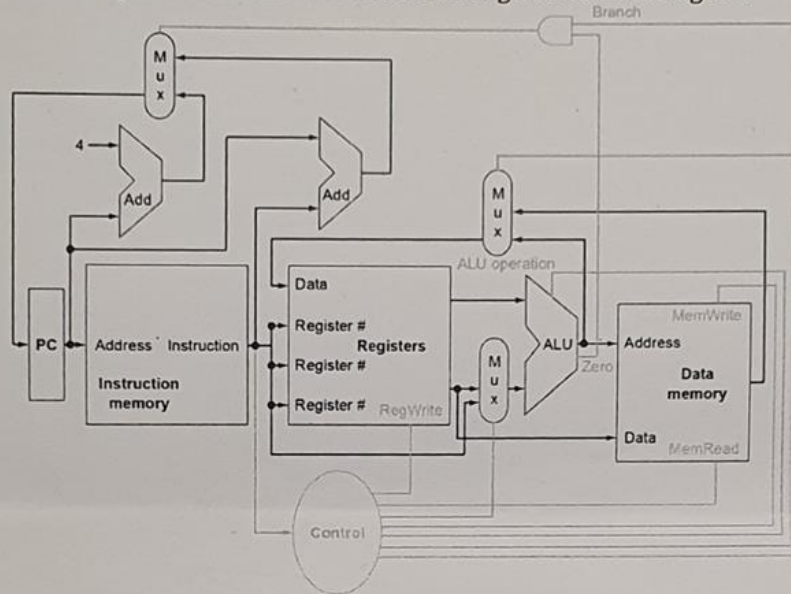 Branch
M
u
x
4
Add
Add
M
u
x
ALU operation
Data
Register #
Registers
Register #
Register #
RegWrite
PC
Address
Instruction
Instruction
memory
M
u
x
ALU
Zero
MemWrite
Address
Data
memory
Data
MemRead
Control